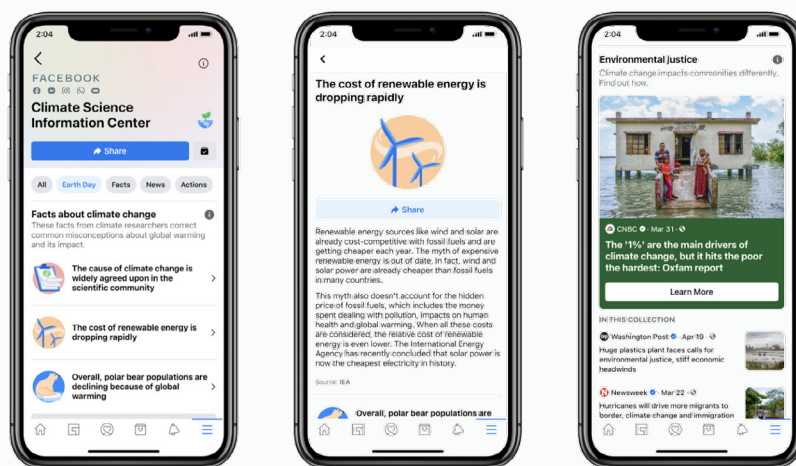 2:04
FACEBOOK
Climate Science
Information Center
Share
All
Earth Day
Facts
News
Actions
Facts about climate change
These facts from climate researchers correct
common misconceptions about global warming
and its impact.
The cause of climate change is
widely agreed upon in the
scientific community
The cost of renewable energy is
dropping rapidly
Overall, polar bear populations are
declining because of global
warming
2:04
The cost of renewable energy is
dropping rapidly
Share
Renewable energy sources like wind and solar are
already cost-competitive with fossil fuels and are
getting cheaper each year. The myth of expensive
renewable energy is out of date. In fact, wind and
solar power are already cheaper than fossil fuels
in many countries.
This myth also doesn't account for the hidden
price of fossil fuels, which includes the money
spent dealing with pollution, impacts on human
health and global warming. When all these costs
are considered, the relative cost of renewable
energy is even lower. The International Energy
Agency has recently concluded that solar power is
now the cheapest electricity in history.
Source: IEA
Overall, polar bear populations are
2:04
Environmental justice
Climate change impacts communities differently.
Find out how.
CNBC · Mar 31 ·
The '1%' are the main drivers of
climate change, but it hits the poor
the hardest: Oxfam report
Learn More
IN THIS COLLECTION
Washington Post · Apr 19 ·
Huge plastics plant faces calls for
environmental justice, stiff economic
headwinds
Newsweek · Mar 22 ·
Hurricanes will drive more migrants to
border, climate change and immigration